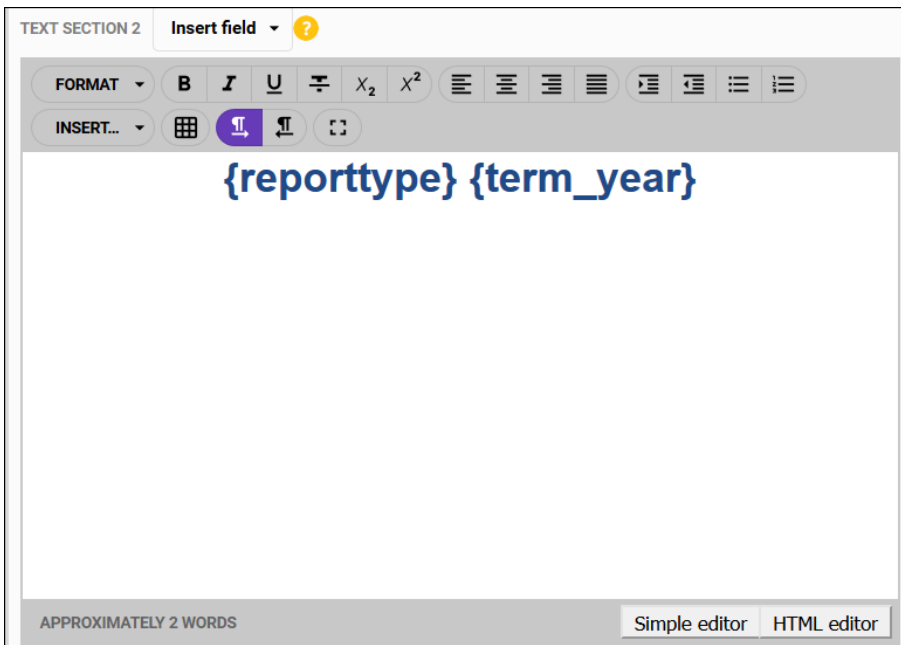 TEXT SECTION 2 Insert field ?
FORMAT B I U T X₂ X²
INSERT...
{reporttype} {term_year}
APPROXIMATELY 2 WORDS Simple editor HTML editor